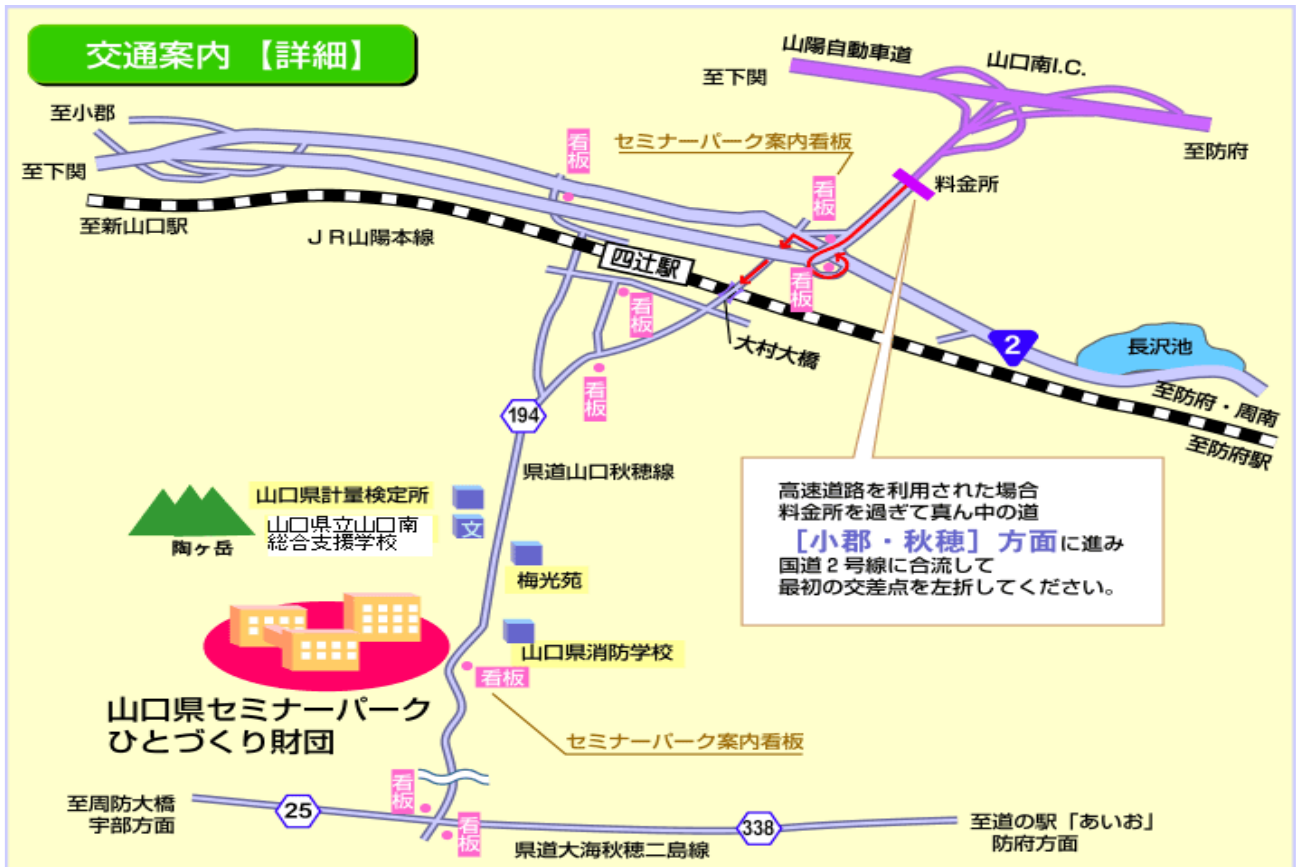 交通案内【詳細】
山陽自動車道
山口南I.C.
至下関
至防府
至小郡
至下関
看板
セミナーパーク案内看板
看板
料金所
至新山口駅
JR山陽本線
四辻駅
看板
看板
大村大橋
2
長沢池
看板
至防府・周南
至防府駅
194
県道山口秋穂線
高速道路を利用された場合
料金所を過ぎて真ん中の道
［小郡・秋穂］方面に進み
国道2号線に合流して
最初の交差点を左折してください。
山口県計量検定所
山口県立山口南
総合支援学校
文
陶ヶ岳
梅光苑
山口県消防学校
看板
山口県セミナーパーク
ひとづくり財団
セミナーパーク案内看板
看板
至周防大橋
宇部方面
25
看板
338
県道大海秋穂二島線
至道の駅「あいお」
防府方面